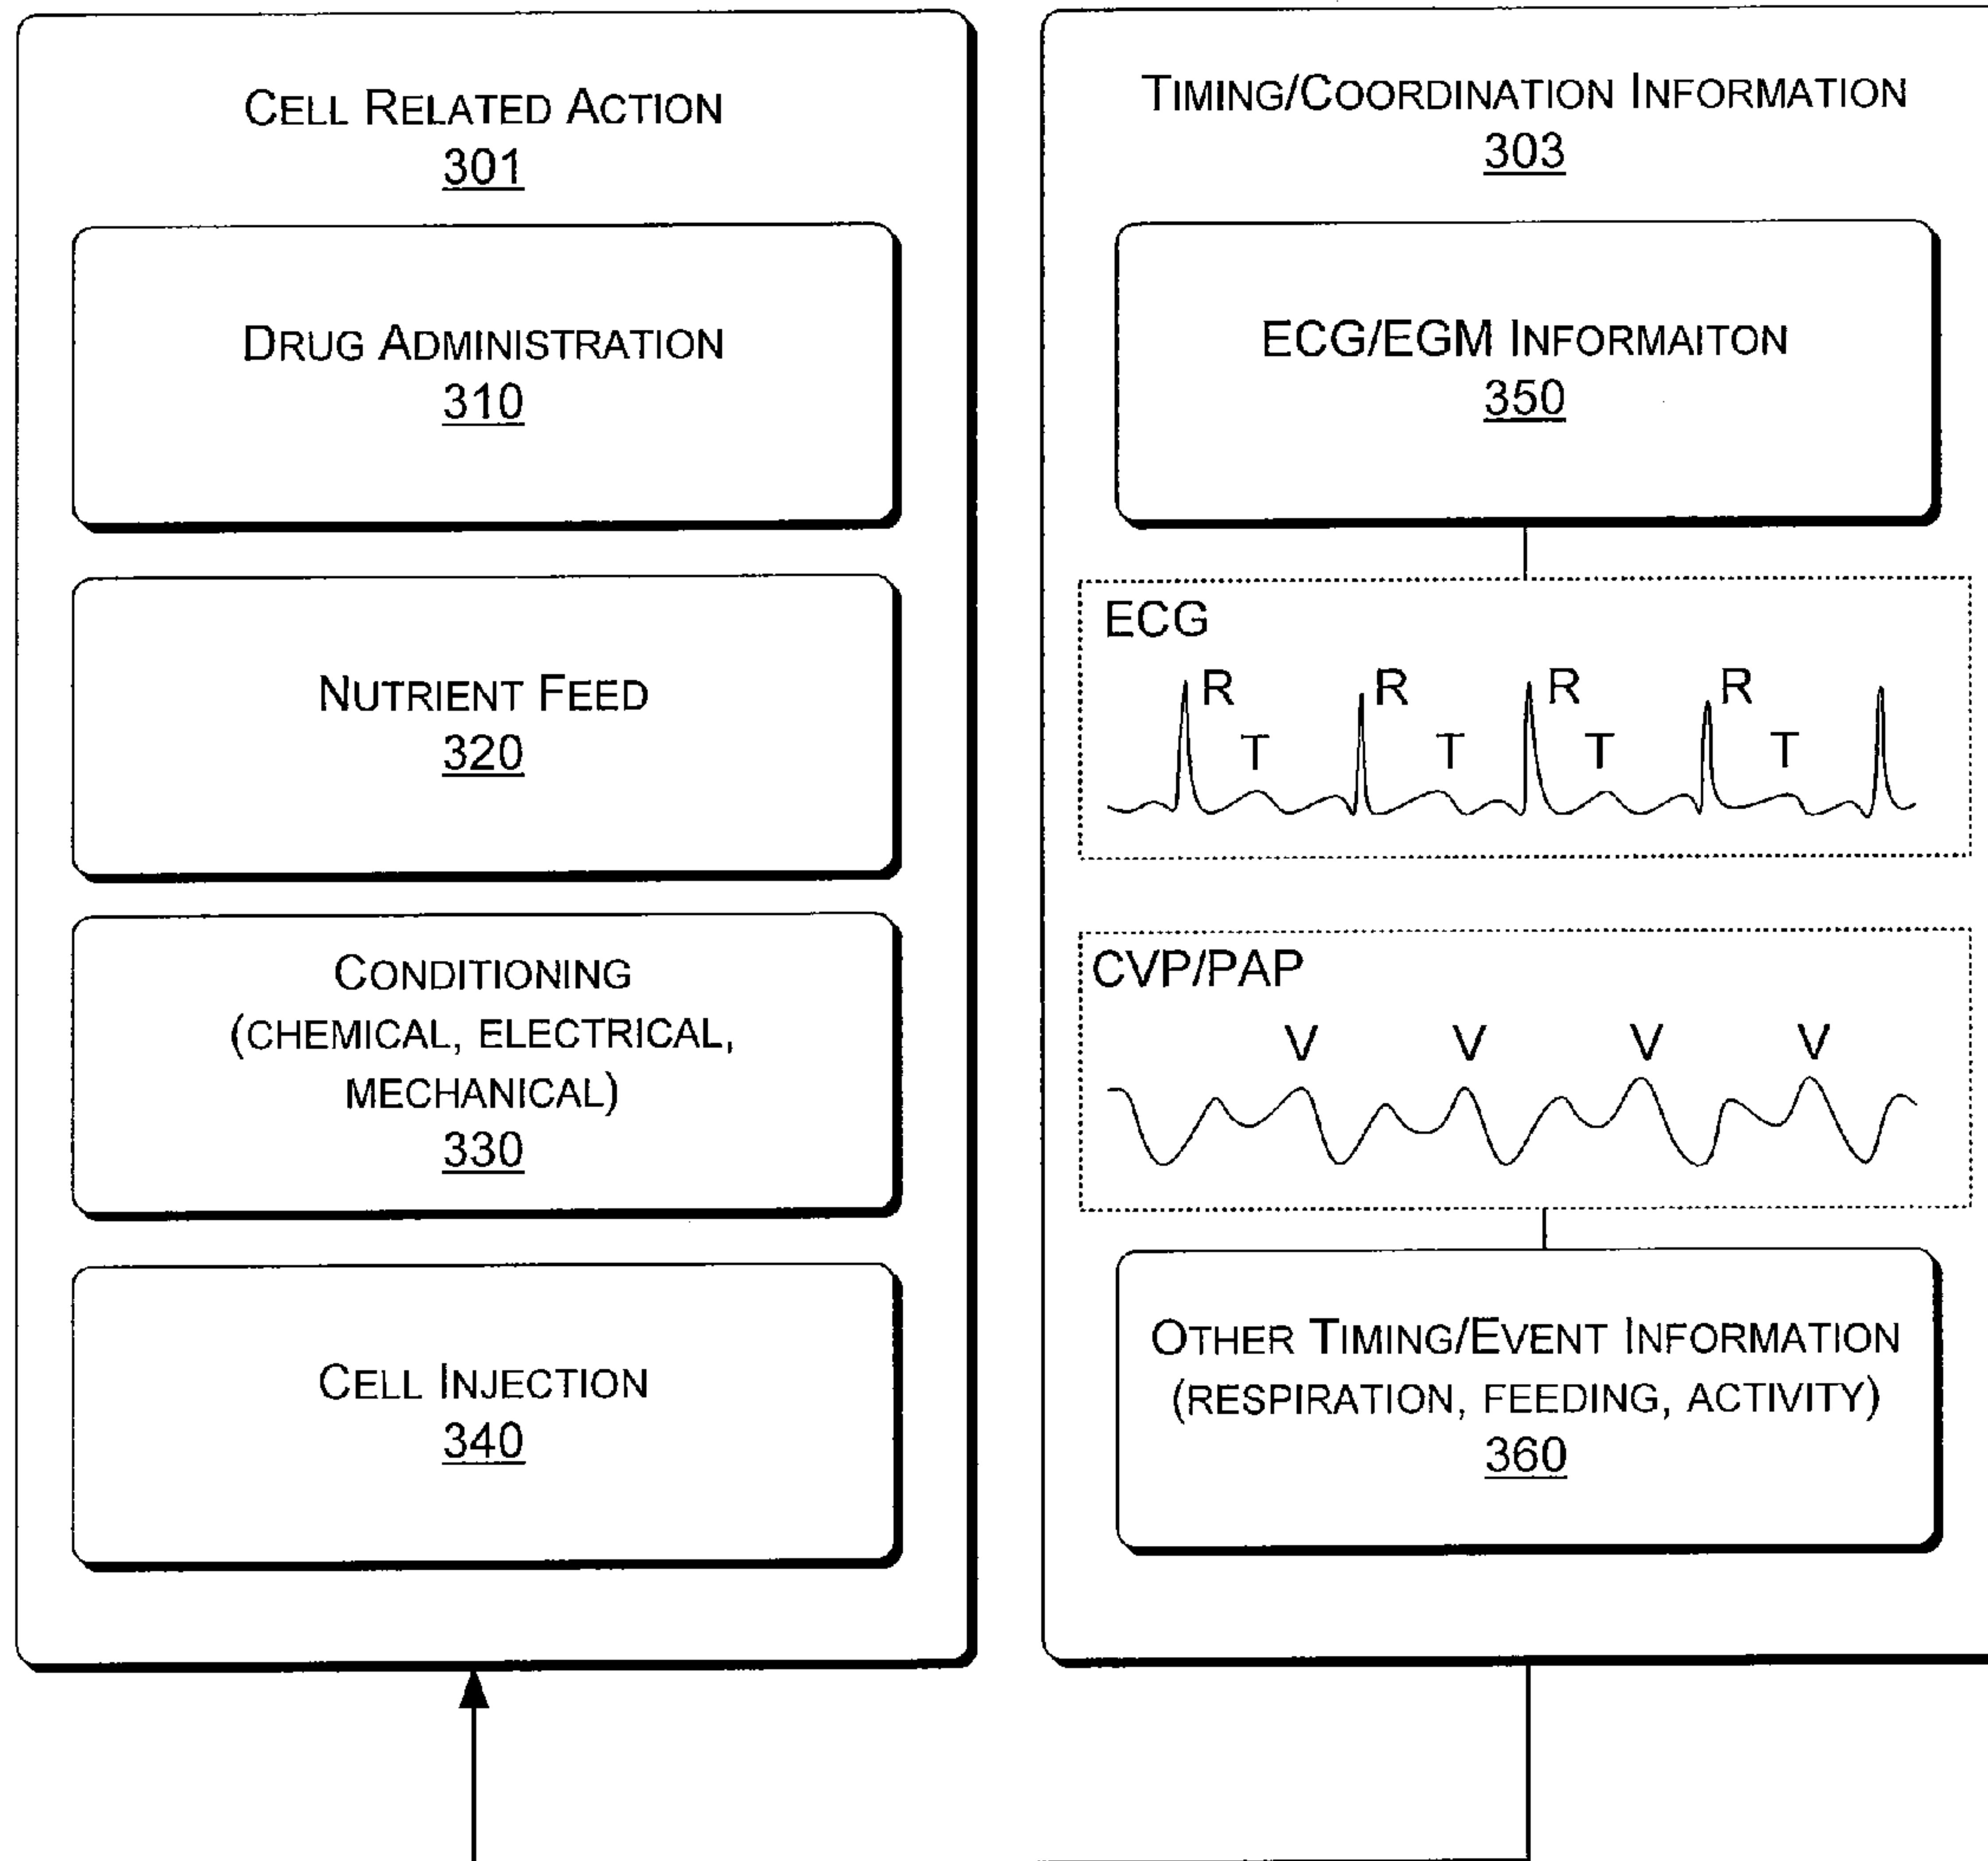 CELL RELATED ACTION
301
DRUG ADMINISTRATION
310
NUTRIENT FEED
320
CONDITIONING
(CHEMICAL, ELECTRICAL,
MECHANICAL)
330
CELL INJECTION
340
TIMING/COORDINATION INFORMATION
303
ECG/EGM INFORMAITON
350
ECG
R R R R
T T T T
CVP/PAP
V V V V
OTHER TIMING/EVENT INFORMATION
(RESPIRATION, FEEDING, ACTIVITY)
360